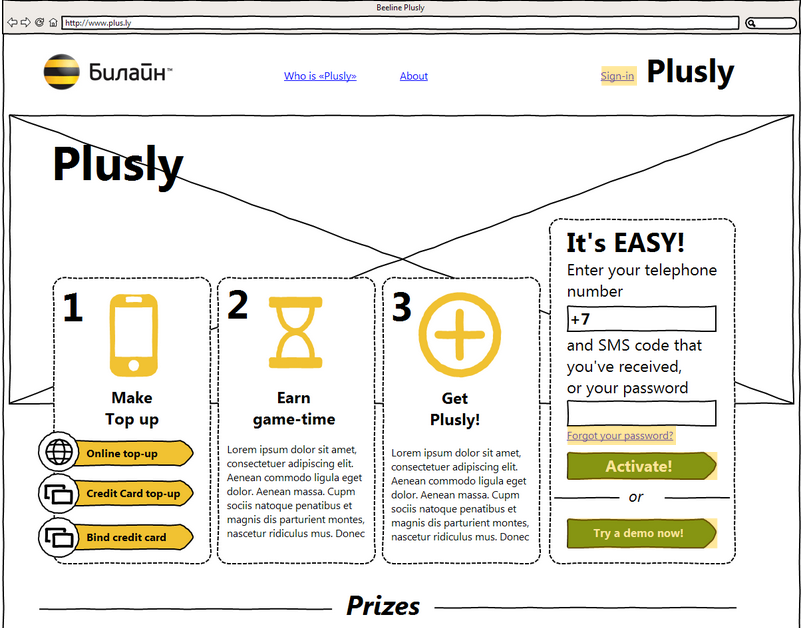 Beeline Plusly
http://www.plus.ly
Билайн™
Who is «Plusly»
About
Sign-in
Plusly
Plusly
1
Make
Top up
Online top-up
Credit Card top-up
Bind credit card
2
Earn
game-time
Lorem ipsum dolor sit amet,
consectetuer adipiscing elit.
Aenean commodo ligula eget
dolor. Aenean massa. Cupm
sociis natoque penatibus et
magnis dis parturient montes,
nascetur ridiculus mus. Donec
3
Get
Plusly!
Lorem ipsum dolor sit amet,
consectetuer adipiscing elit.
Aenean commodo ligula eget
dolor. Aenean massa. Cupm
sociis natoque penatibus et
magnis dis parturient montes,
nascetur ridiculus mus. Donec
It's EASY!
Enter your telephone
number
+7
and SMS code that
you've received,
or your password
Forgot your password?
Activate!
or
Try a demo now!
Prizes